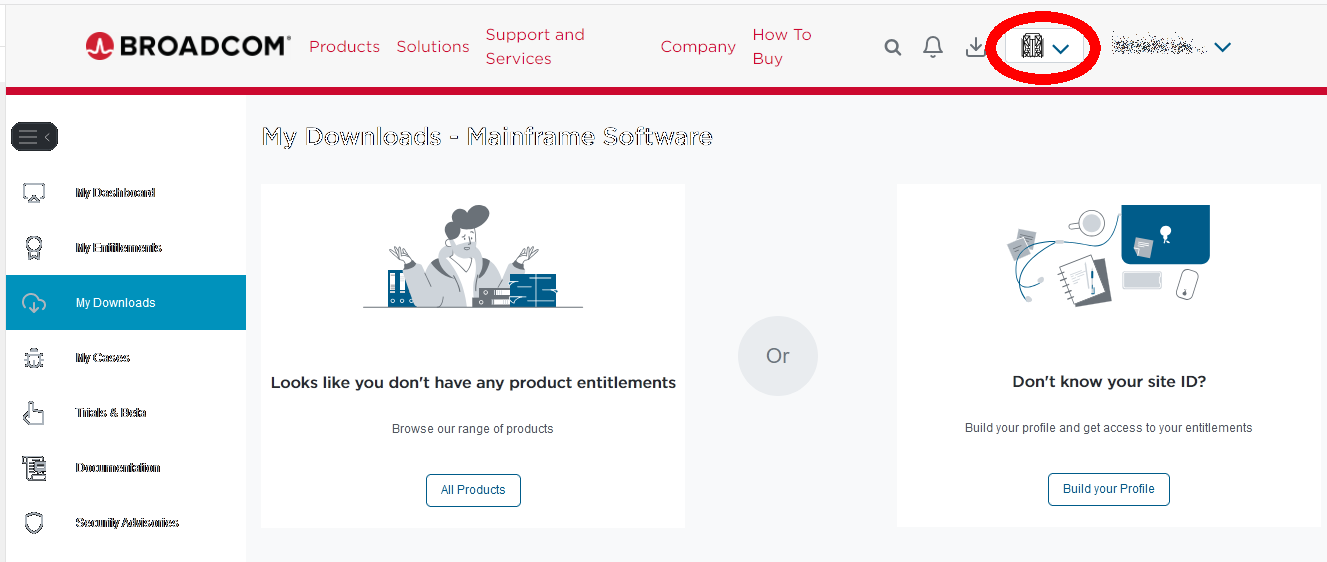 BROADCOM®
Products
Solutions
Support and
Services
Company
How To
Buy
My Downloads - Mainframe Software
My Dashboard
My Entitlements
My Downloads
My Cases
Trials & Beta
Documentation
Security Advisories
Looks like you don't have any product entitlements
Browse our range of products
All Products
Or
Don't know your site ID?
Build your profile and get access to your entitlements
Build your Profile